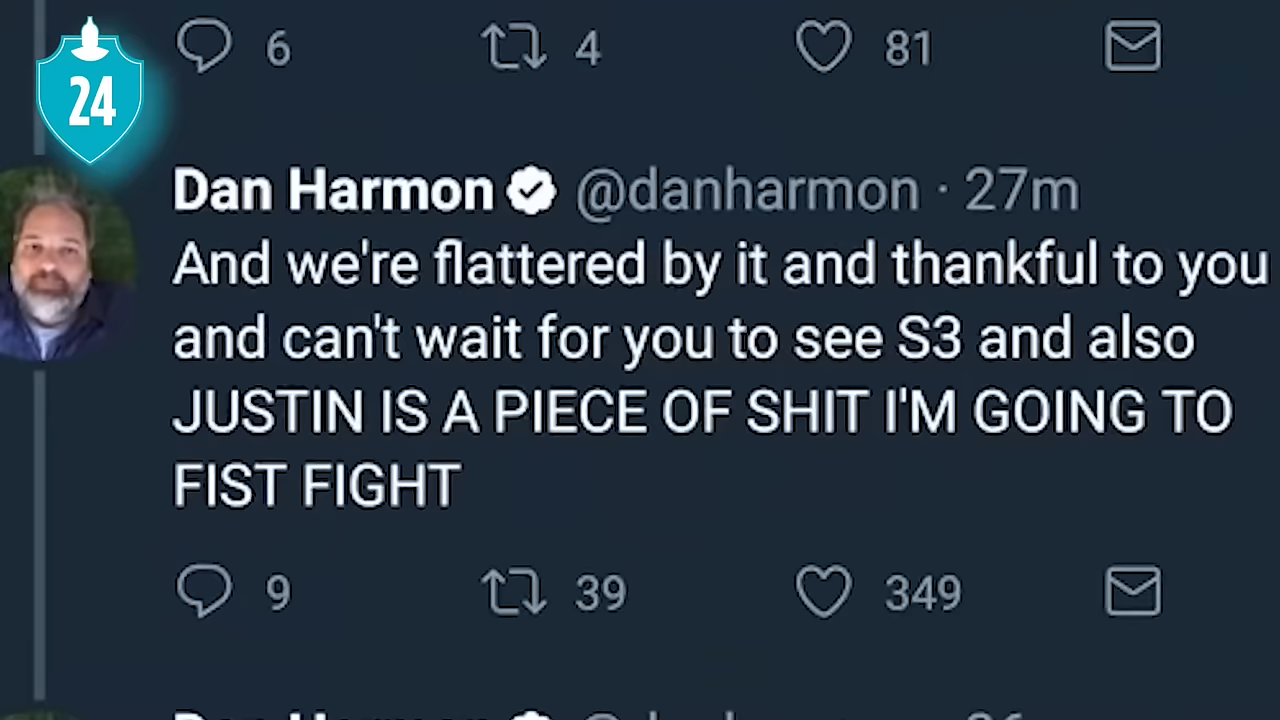 6 4 81
24
Dan Harmon @danharmon · 27m
And we're flattered by it and thankful to you
and can't wait for you to see S3 and also
JUSTIN IS A PIECE OF SHIT I'M GOING TO
FIST FIGHT
9 39 349